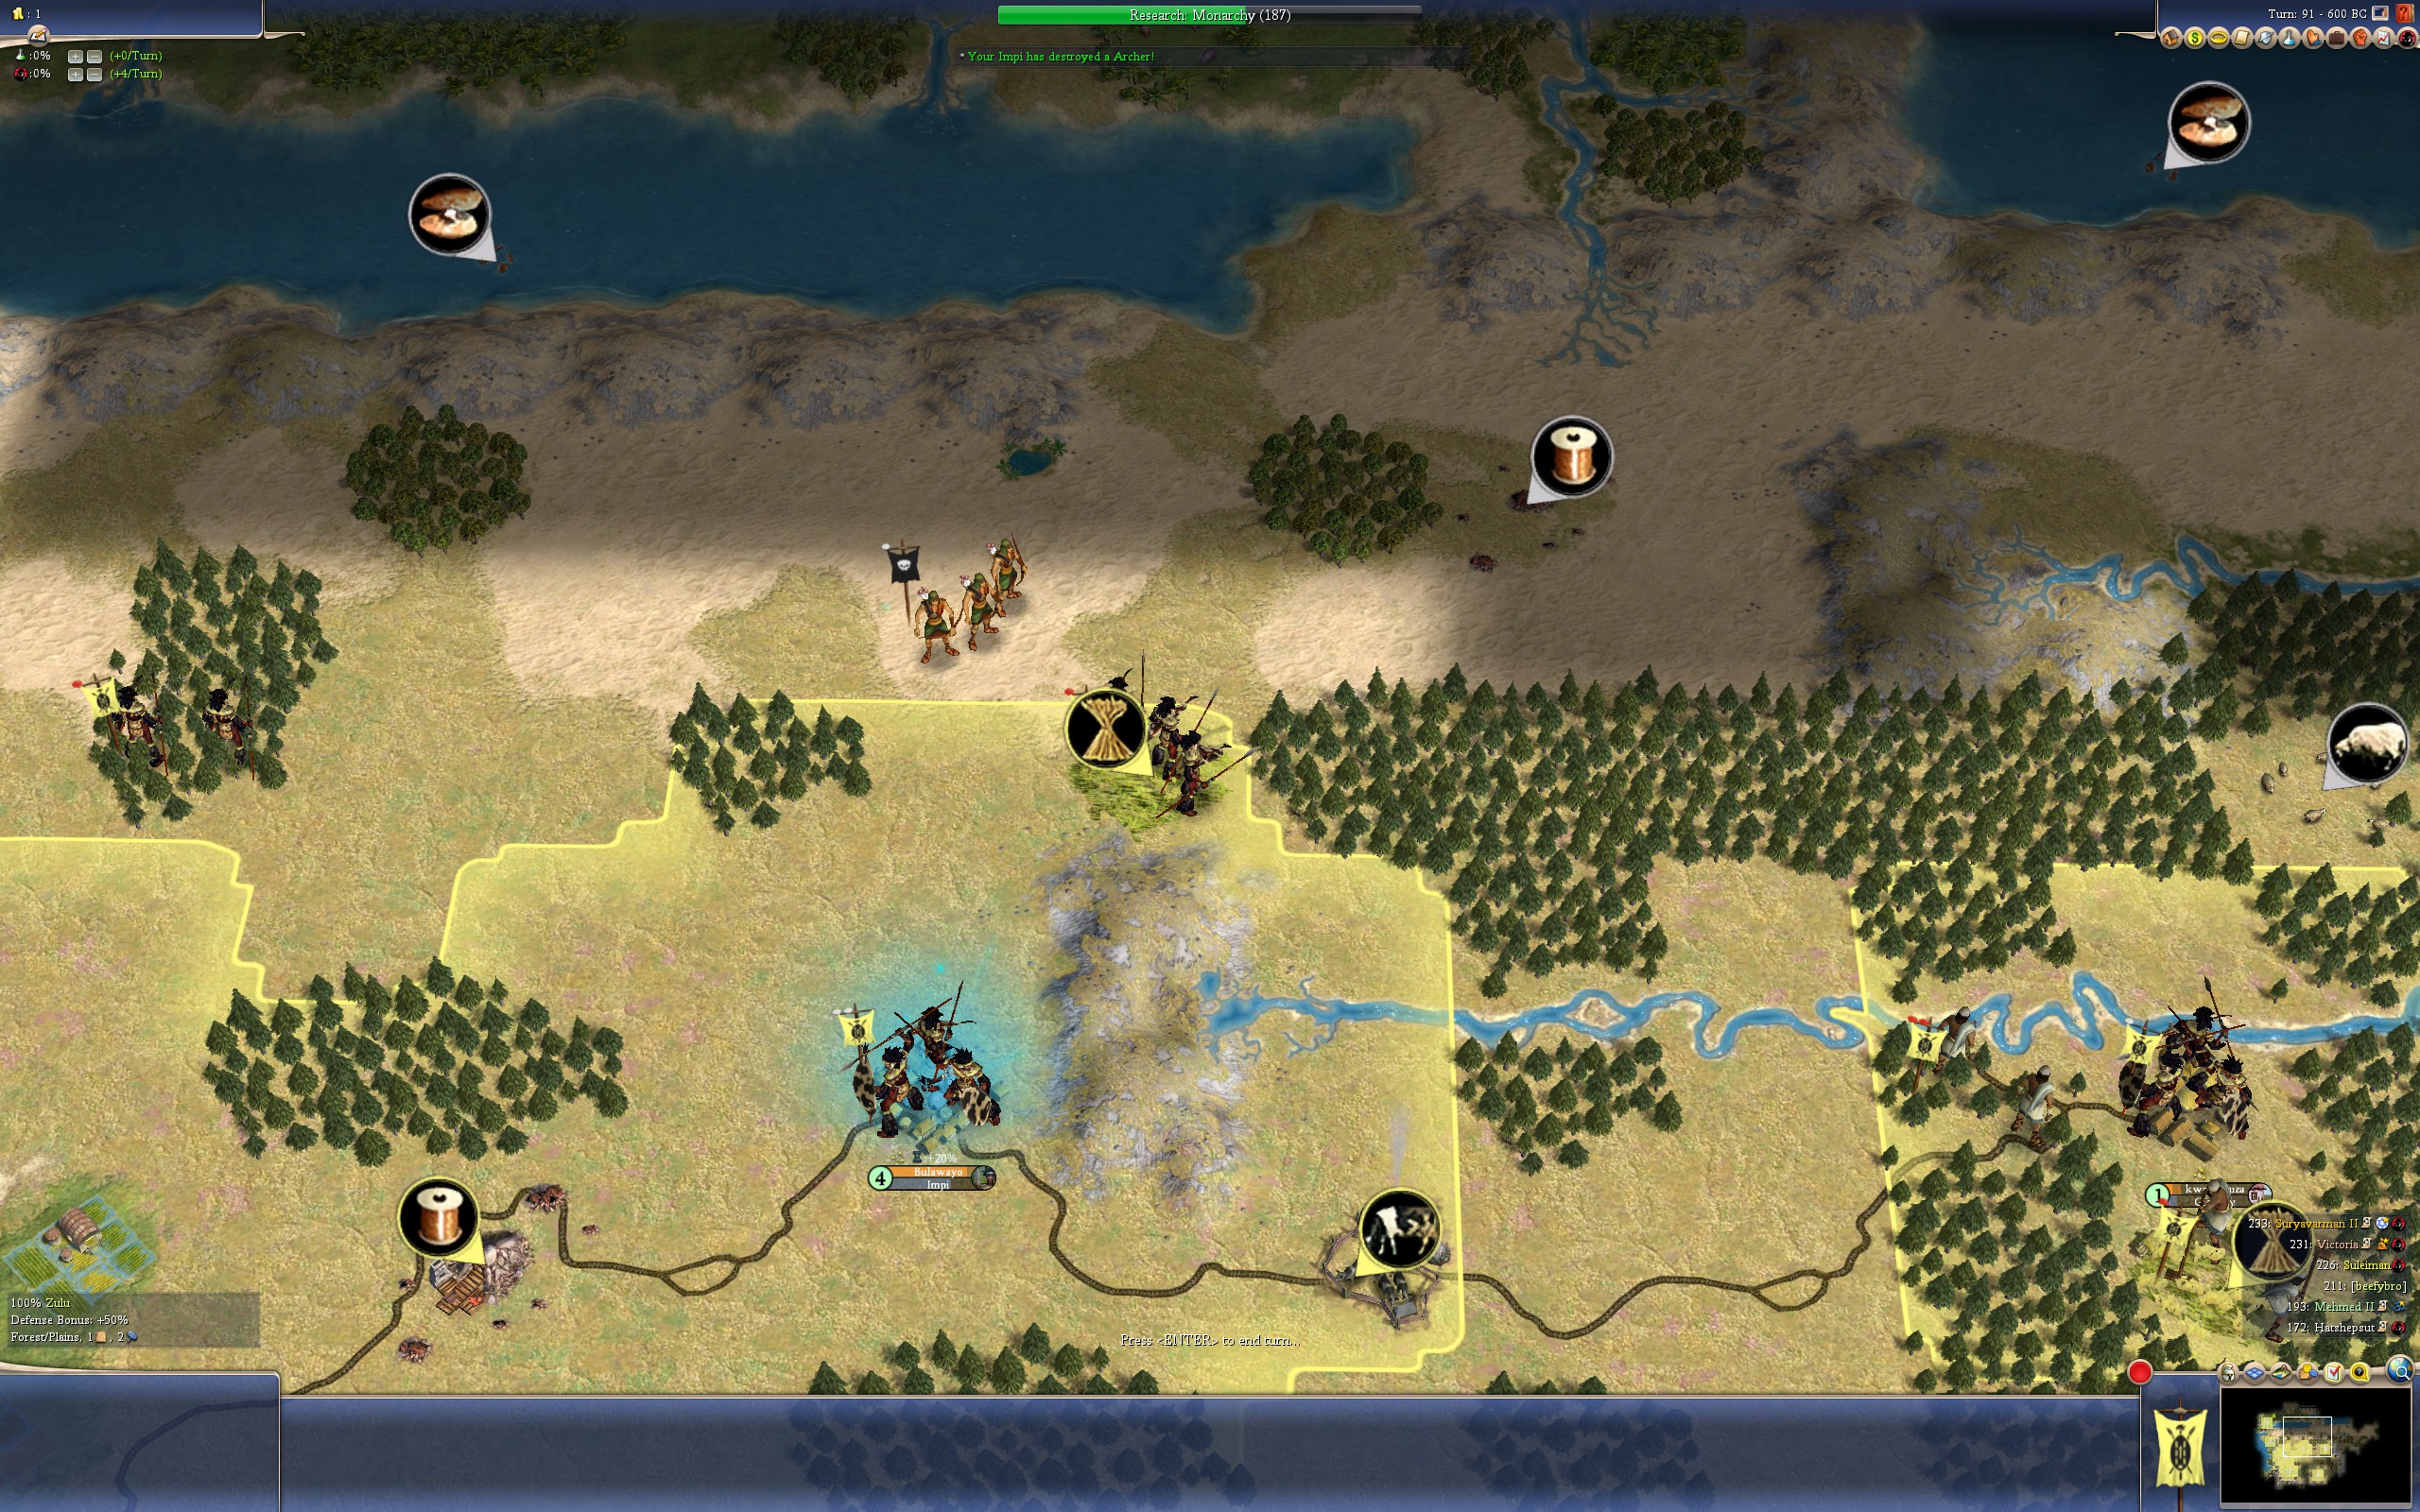 : 1
Research: Monarchy (187)
Turn: 91 - 600 BC
:0% (+0/Turn)
:0% (+4/Turn)
Your Impi has destroyed a Archer!
+20%
4 Bulawayo
Impi
1
233: Suryavarman II
231: Victoria
226: Suleiman
211: [beefybro]
193: Mehmed II
172: Hatshepsut
100% Zulu
Defense Bonus: +50%
Forest/Plains, 1 , 2
Press <ENTER> to end turn...